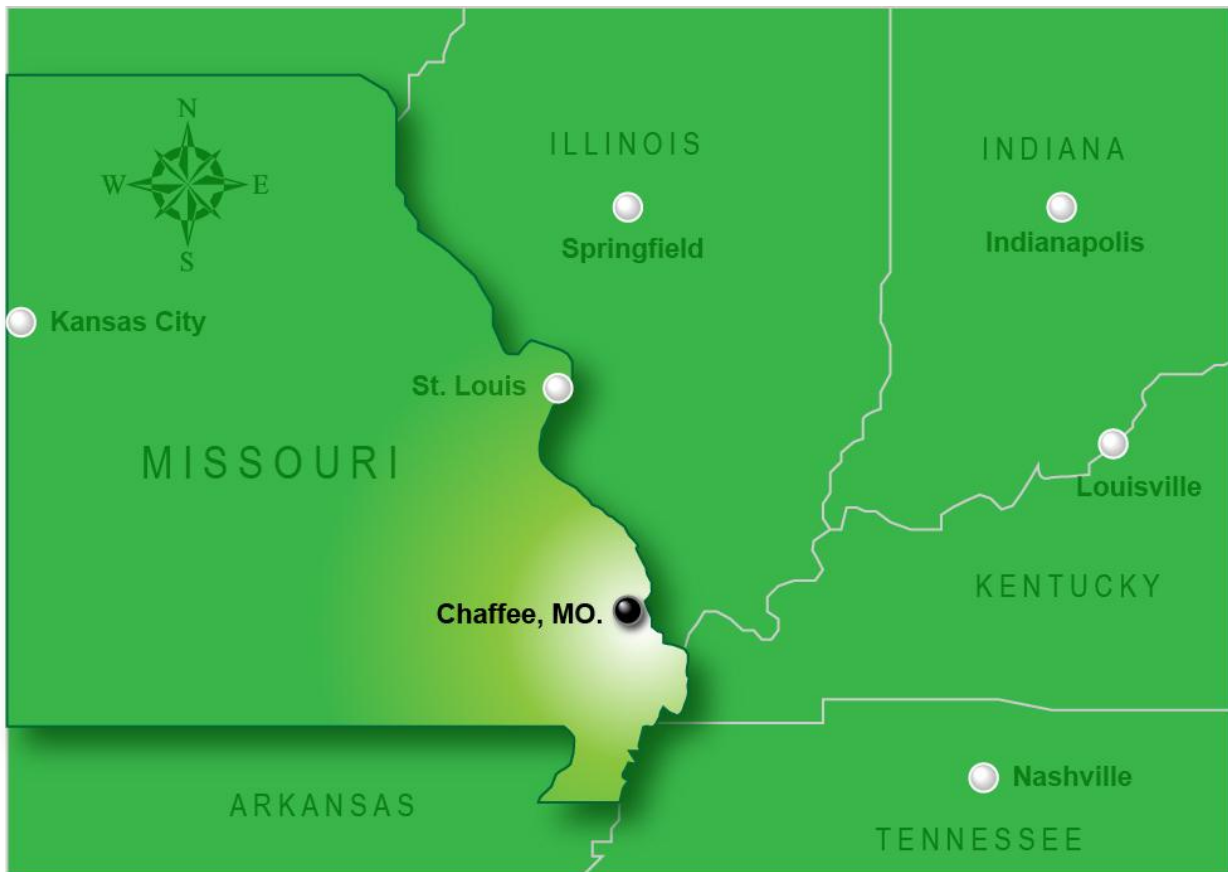 N
W E
S
ILLINOIS
INDIANA
Springfield
Indianapolis
Kansas City
St. Louis
MISSOURI
Louisville
KENTUCKY
Chaffee, MO.
Nashville
ARKANSAS
TENNESSEE